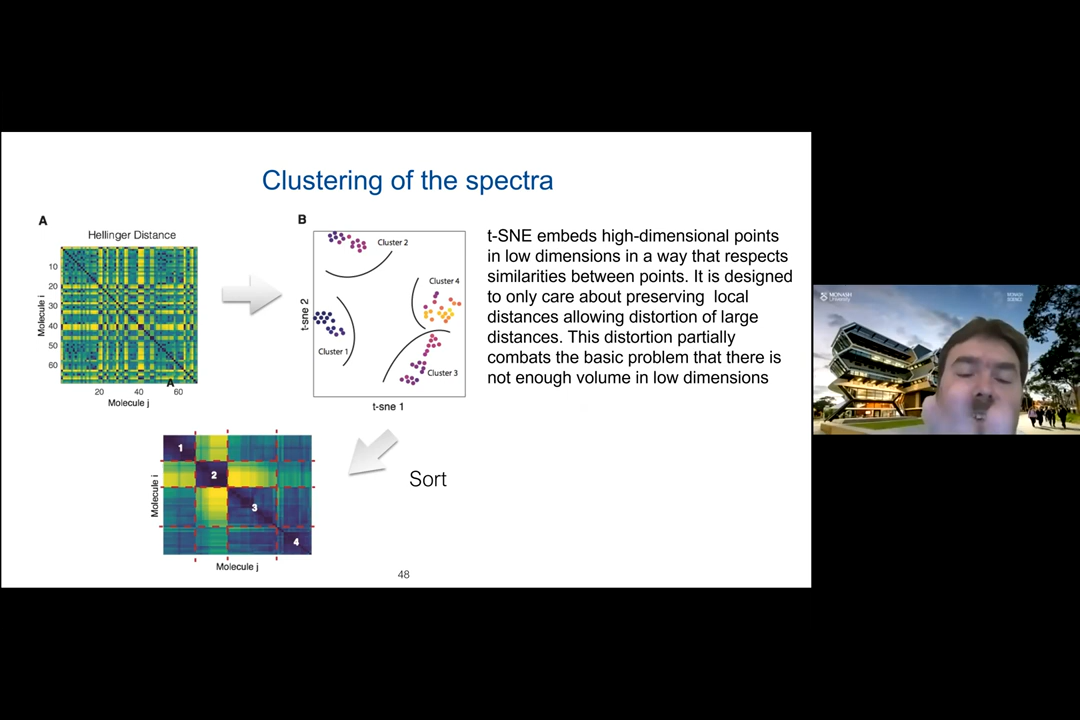 Clustering of the spectra
A
Hellinger Distance
Molecule i
10
20
30
40
50
60
A
20
40
60
Molecule j
B
t-sne 2
Cluster 2
Cluster 4
Cluster 1
Cluster 3
t-sne 1
t-SNE embeds high-dimensional points
in low dimensions in a way that respects
similarities between points. It is designed
to only care about preserving local
distances allowing distortion of large
distances. This distortion partially
combats the basic problem that there is
not enough volume in low dimensions
Molecule i
1
2
3
4
Molecule j
Sort
48
MONASH
University
MONASH
SCIENCE